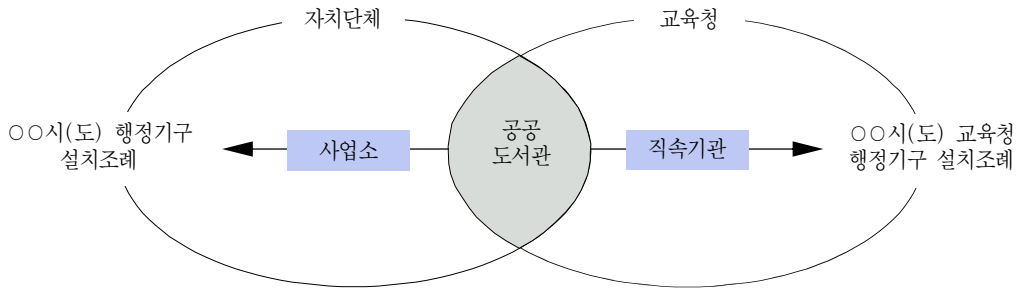 자치단체
교육청
○○시(도) 행정기구
설치조례
사업소
공공
도서관
직속기관
○○시(도) 교육청
행정기구 설치조례